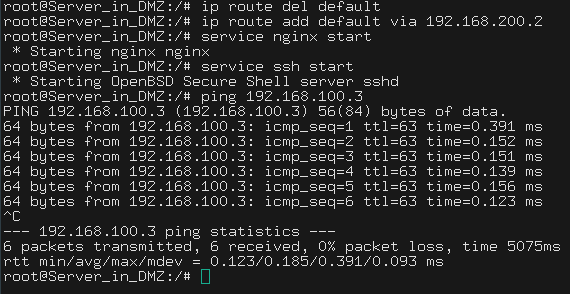 root@Server_in_DMZ:/# ip route del default
root@Server_in_DMZ:/# ip route add default via 192.168.200.2
root@Server_in_DMZ:/# service nginx start
 * Starting nginx nginx
root@Server_in_DMZ:/# service ssh start
 * Starting OpenBSD Secure Shell server sshd
root@Server_in_DMZ:/# ping 192.168.100.3
PING 192.168.100.3 (192.168.100.3) 56(84) bytes of data.
64 bytes from 192.168.100.3: icmp_seq=1 ttl=63 time=0.391 ms
64 bytes from 192.168.100.3: icmp_seq=2 ttl=63 time=0.152 ms
64 bytes from 192.168.100.3: icmp_seq=3 ttl=63 time=0.151 ms
64 bytes from 192.168.100.3: icmp_seq=4 ttl=63 time=0.139 ms
64 bytes from 192.168.100.3: icmp_seq=5 ttl=63 time=0.156 ms
64 bytes from 192.168.100.3: icmp_seq=6 ttl=63 time=0.123 ms
^C
--- 192.168.100.3 ping statistics ---
6 packets transmitted, 6 received, 0% packet loss, time 5075ms
rtt min/avg/max/mdev = 0.123/0.185/0.391/0.093 ms
root@Server_in_DMZ:/#